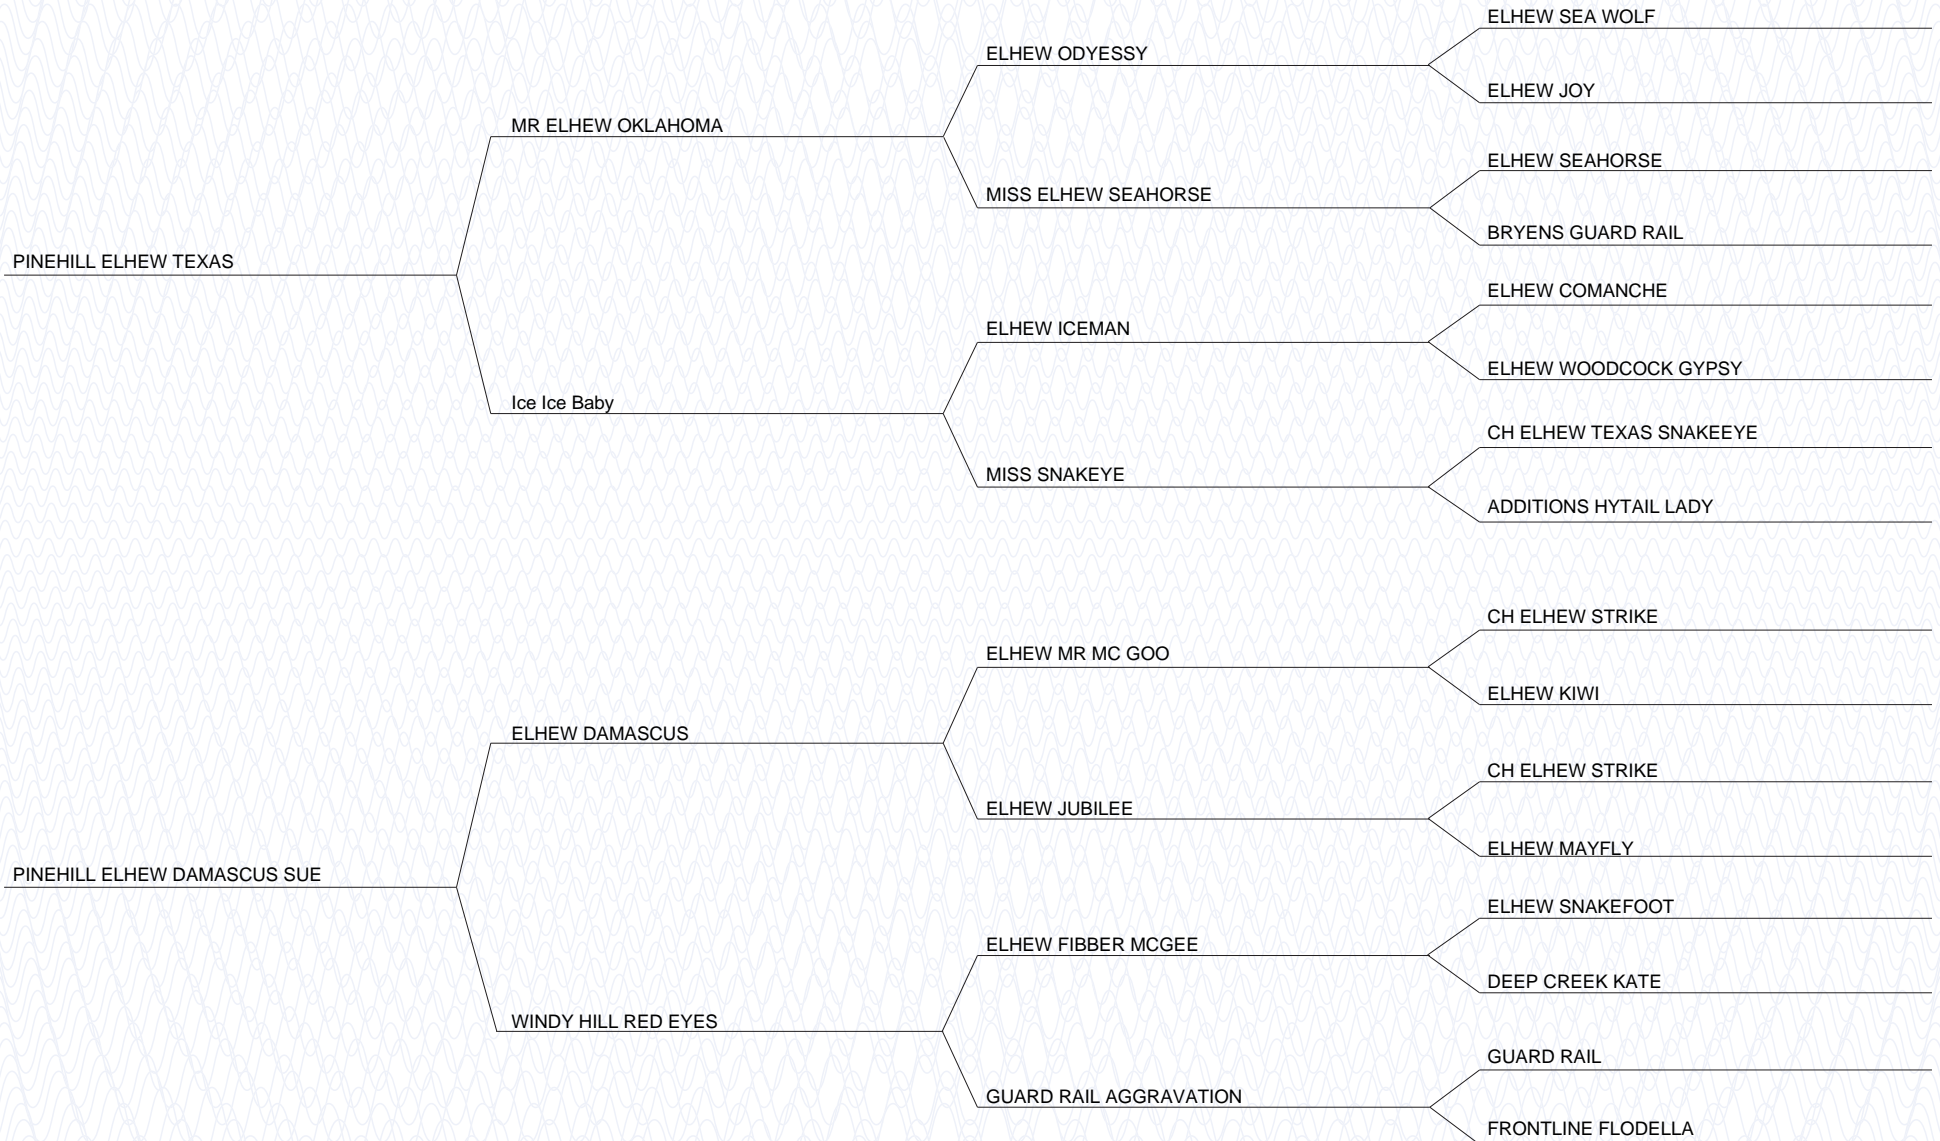 ELHEW SEA WOLF
ELHEW ODYESSY
ELHEW JOY
MR ELHEW OKLAHOMA
ELHEW SEAHORSE
MISS ELHEW SEAHORSE
BRYENS GUARD RAIL
PINEHILL ELHEW TEXAS
ELHEW COMANCHE
ELHEW ICEMAN
ELHEW WOODCOCK GYPSY
Ice Ice Baby
CH ELHEW TEXAS SNAKEEYE
MISS SNAKEYE
ADDITIONS HYTAIL LADY
CH ELHEW STRIKE
ELHEW MR MC GOO
ELHEW KIWI
ELHEW DAMASCUS
CH ELHEW STRIKE
ELHEW JUBILEE
ELHEW MAYFLY
PINEHILL ELHEW DAMASCUS SUE
ELHEW SNAKEFOOT
ELHEW FIBBER MCGEE
DEEP CREEK KATE
WINDY HILL RED EYES
GUARD RAIL
GUARD RAIL AGGRAVATION
FRONTLINE FLODELLA